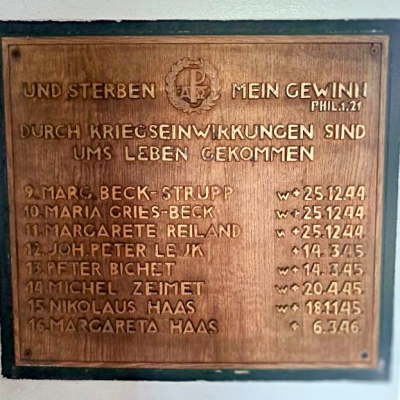 UND STERBEN MEIN GEWINN
PHIL.1.21
DURCH KRIEGSEINWIRKUNGEN SIND
UMS LEBEN GEKOMMEN
9. MARG. BECK-STRUPP w + 25.12.44.
10. MARIA GRIES-BECK w + 25.12.44
11. MARGARETE REILAND + 25.12.44.
12. JOH. PETER + 14.3.45.
13. PETER BICHET w + 14.3.45.
14. MICHEL ZEIMET w + 20.4.45.
15. NIKOLAUS HAAS w + 18.11.45.
16. MARGARETA HAAS + 6.3.46.